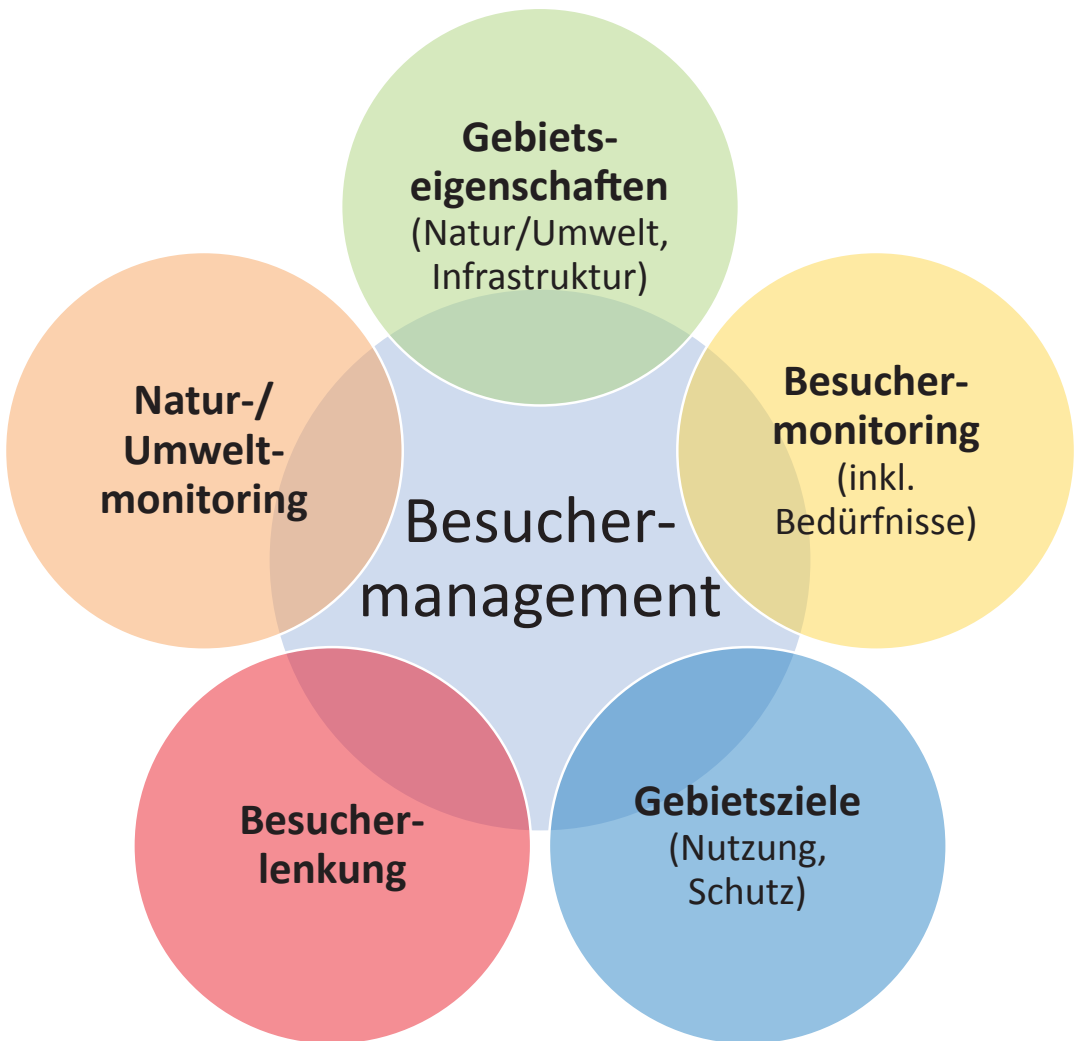 Gebiets-
eigenschaften
(Natur/Umwelt,
Infrastruktur)
Besucher-
monitoring
(inkl.
Bedürfnisse)
Gebietsziele
(Nutzung,
Schutz)
Besucher-
lenkung
Natur-/
Umwelt-
monitoring
Besucher-
management